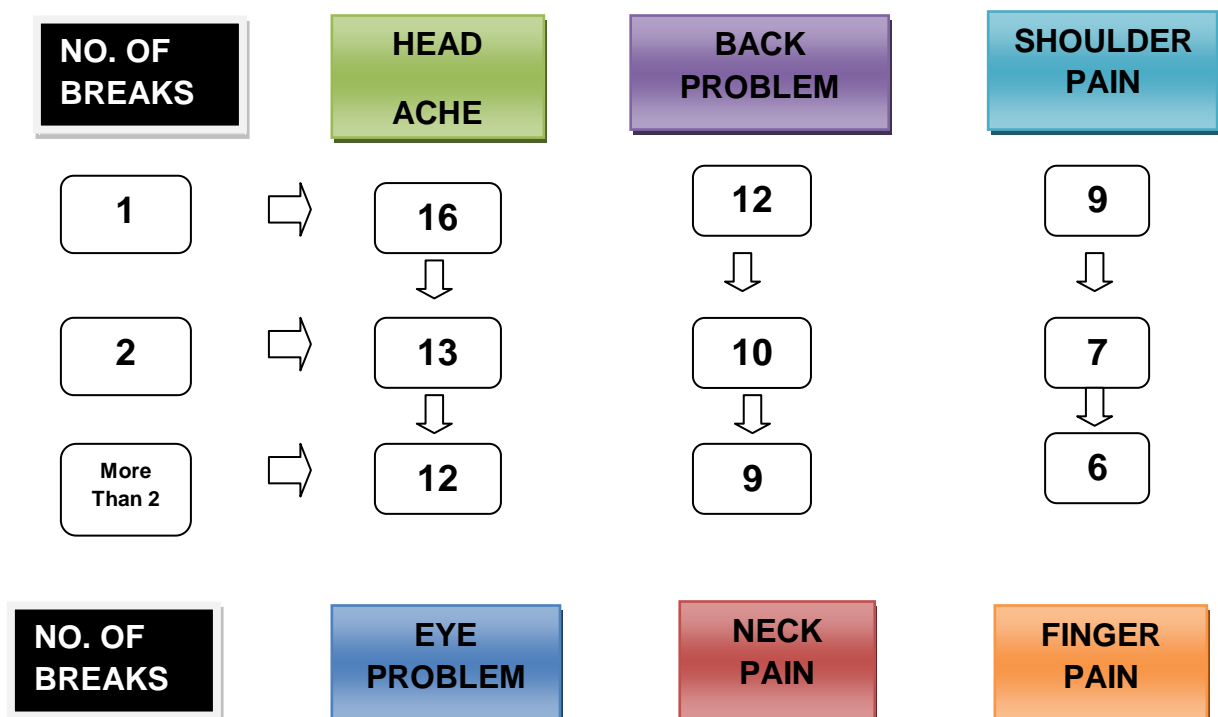 NO. OF
BREAKS
HEAD
ACHE
BACK
PROBLEM
SHOULDER
PAIN
1
16
12
9
2
13
10
7
More
Than 2
12
9
6
NO. OF
BREAKS
EYE
PROBLEM
NECK
PAIN
FINGER
PAIN